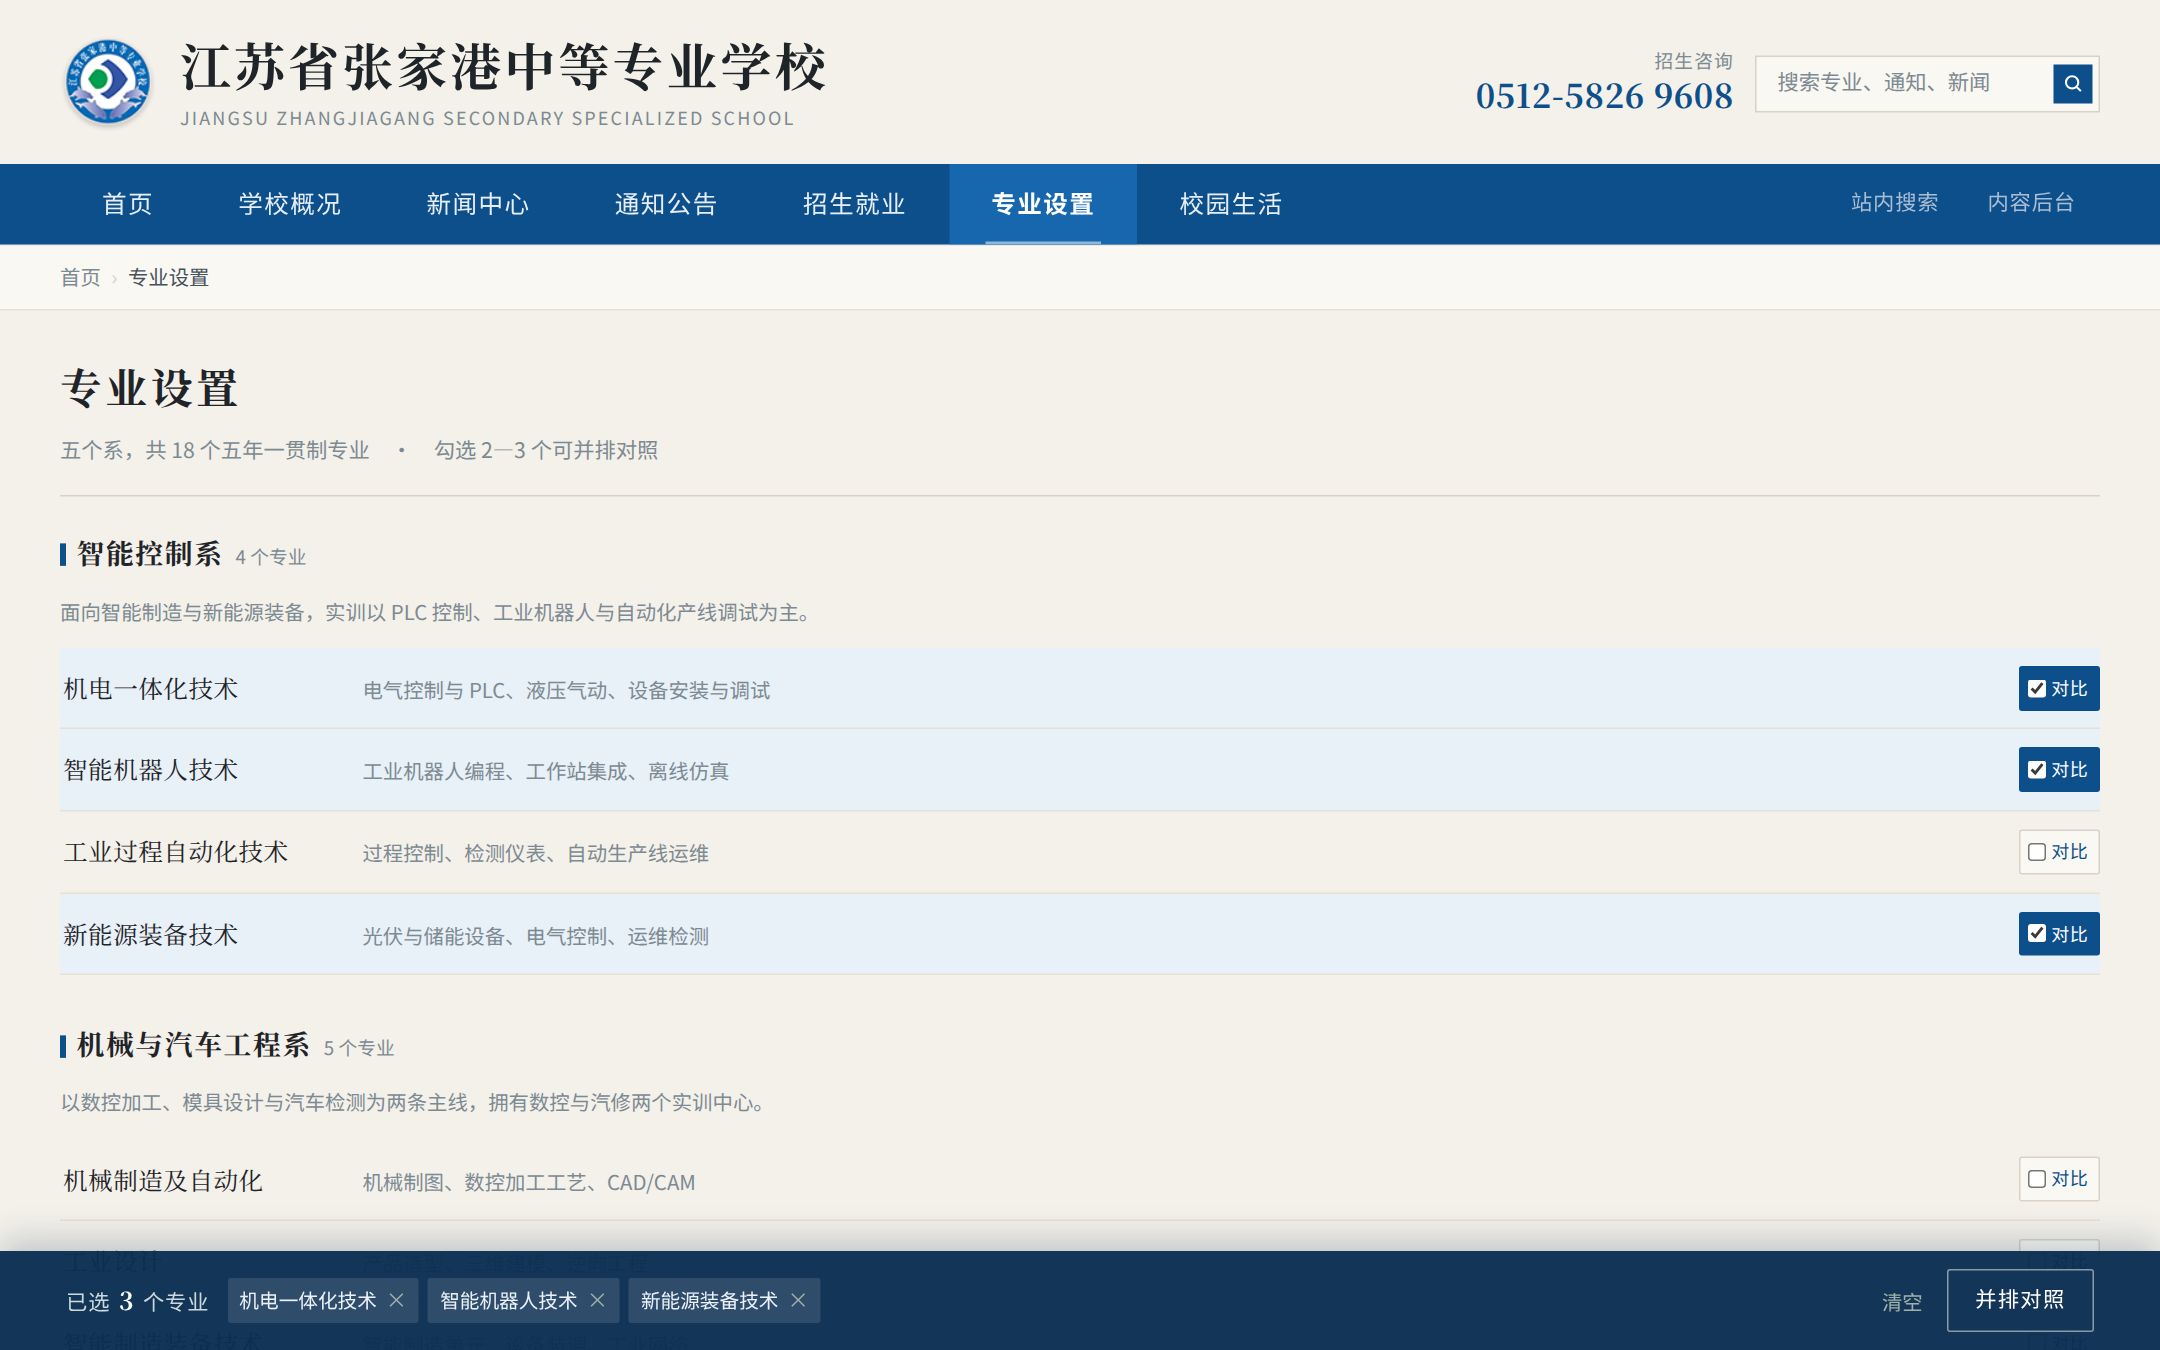 江苏省张家港中等专业学校
JIANGSU ZHANGJIAGANG SECONDARY SPECIALIZED SCHOOL
招生咨询
0512-5826 9608
搜索专业、通知、新闻
首页 学校概况 新闻中心 通知公告 招生就业 专业设置 校园生活 站内搜索 内容后台
首页 › 专业设置
专业设置
五个系，共 18 个五年一贯制专业 · 勾选 2—3 个可并排对照
智能控制系 4 个专业
面向智能制造与新能源装备，实训以 PLC 控制、工业机器人与自动化产线调试为主。
机电一体化技术 电气控制与 PLC、液压气动、设备安装与调试 对比
智能机器人技术 工业机器人编程、工作站集成、离线仿真 对比
工业过程自动化技术 过程控制、检测仪表、自动生产线运维 对比
新能源装备技术 光伏与储能设备、电气控制、运维检测 对比
机械与汽车工程系 5 个专业
以数控加工、模具设计与汽车检测为两条主线，拥有数控与汽修两个实训中心。
机械制造及自动化 机械制图、数控加工工艺、CAD/CAM 对比
工业设计
已选 3 个专业 机电一体化技术 × 智能机器人技术 × 新能源装备技术 × 清空 并排对照
智能制造装备技术